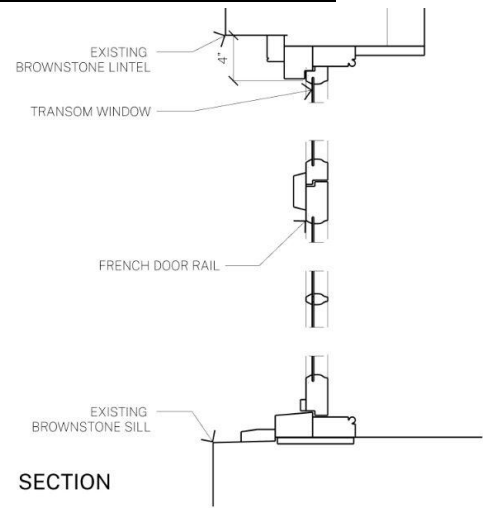 EXISTING
BROWNSTONE LINTEL
4"
TRANSOM WINDOW
FRENCH DOOR RAIL
EXISTING
BROWNSTONE SILL
SECTION